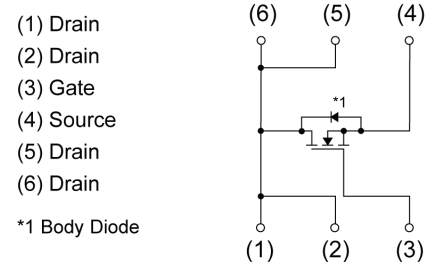 (1) Drain
(2) Drain
(3) Gate
(4) Source
(5) Drain
(6) Drain
*1 Body Diode
(6) (5) (4)
*1
(1) (2) (3)